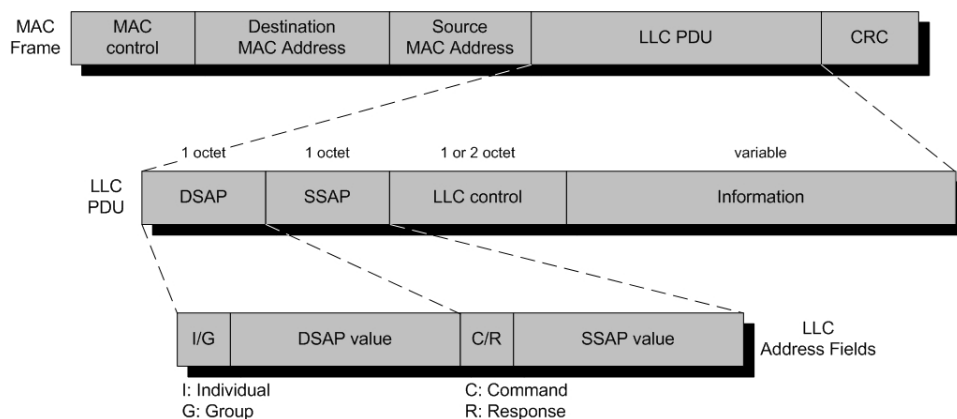 MAC
Frame
MAC
control
Destination
MAC Address
Source
MAC Address
LLC PDU
CRC
1 octet
1 octet
1 or 2 octet
variable
LLC
PDU
DSAP
SSAP
LLC control
Information
I/G
DSAP value
C/R
SSAP value
LLC
Address Fields
I: Individual
G: Group
C: Command
R: Response